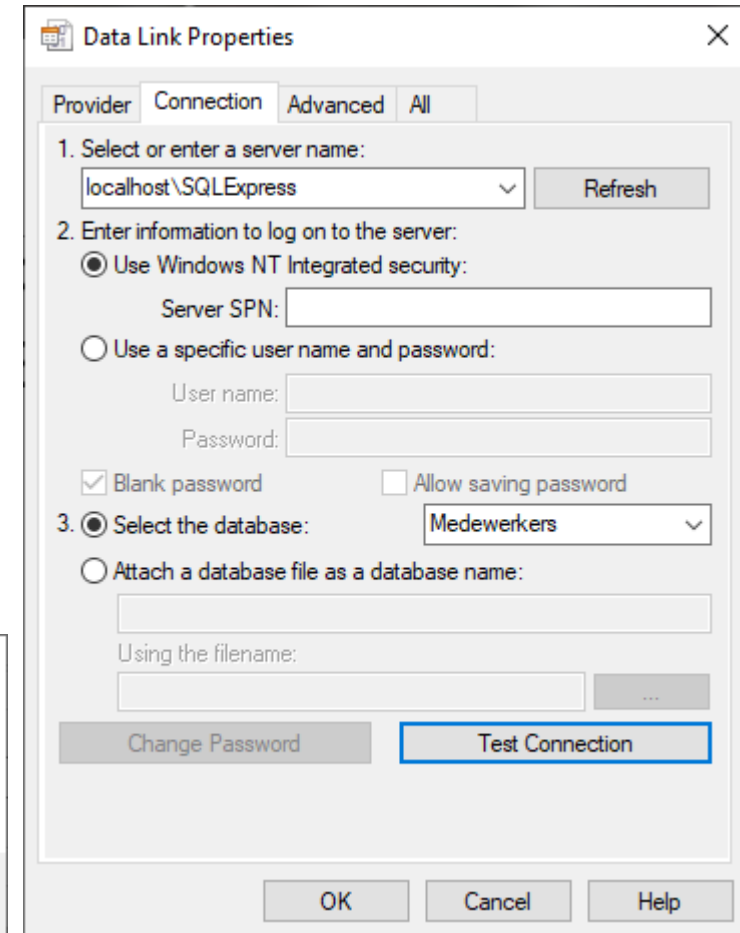 Data Link Properties
Provider Connection Advanced All
1. Select or enter a server name:
localhost\SQLExpress Refresh
2. Enter information to log on to the server:
Use Windows NT Integrated security:
Server SPN:
Use a specific user name and password:
User name:
Password:
Blank password Allow saving password
3. Select the database: Medewerkers
Attach a database file as a database name:
Using the filename:
...
Change Password Test Connection
OK Cancel Help